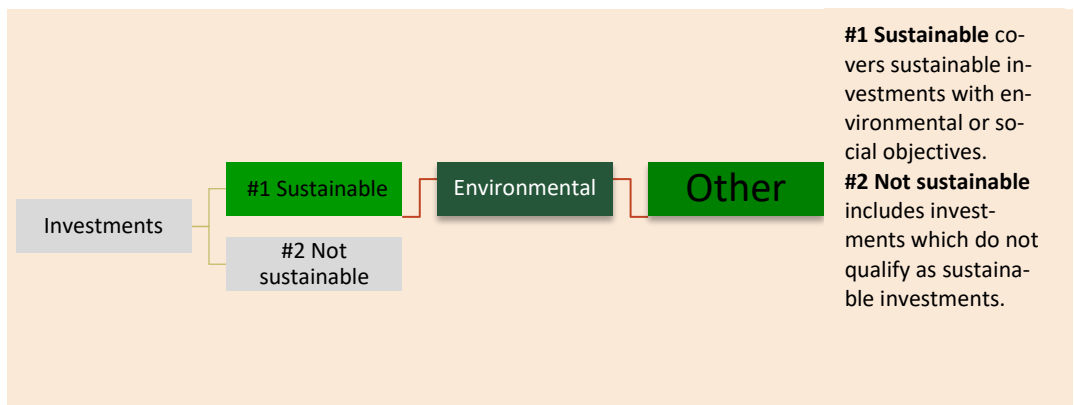 Investments
#1 Sustainable
#2 Not
sustainable
Environmental
Other
#1 Sustainable co-
vers sustainable in-
vestments with en-
vironmental or so-
cial objectives.
#2 Not sustainable
includes invest-
ments which do not
qualify as sustaina-
ble investments.